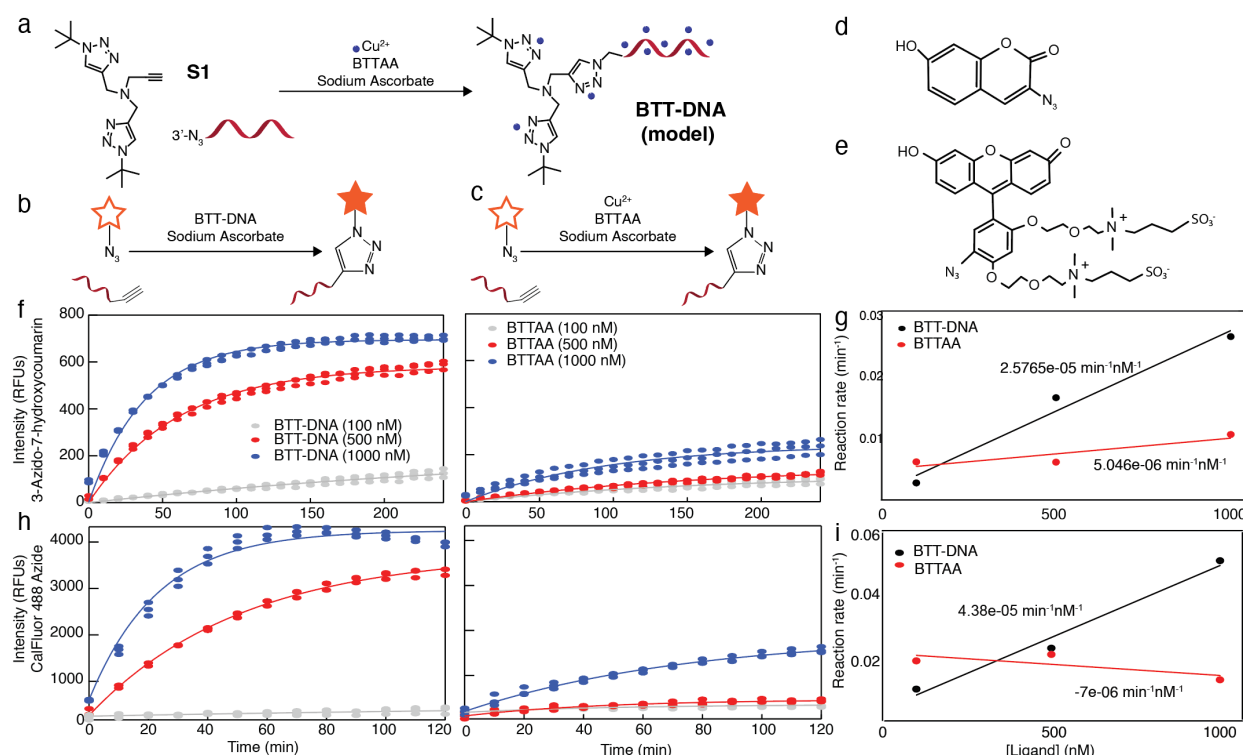 a
S1
3'-N3
Cu2+
BTTAA
Sodium Ascorbate
BTT-DNA
(model)
N
N
N
N
N
N
N
N
N
N
N
N
N
N
b
N3
BTT-DNA
Sodium Ascorbate
N
N
N
c
N3
Cu2+
BTTAA
Sodium Ascorbate
N
N
N
d
HO
O
O
N3
e
HO
O
O
O
O
N
+
SO3-
N3
O
O
N
+
SO3-
f
Intensity (RFUs)
3-Azido-7-hydroxycoumarin
800
600
400
200
0
BTT-DNA (100 nM)
BTT-DNA (500 nM)
BTT-DNA (1000 nM)
0
50
100
150
200
BTTAA (100 nM)
BTTAA (500 nM)
BTTAA (1000 nM)
0
50
100
150
200
g
Reaction rate (min-1)
0.03
0.02
0.01
BTT-DNA
BTTAA
2.5765e-05 min-1nM-1
5.046e-06 min-1nM-1
0
500
1000
h
Intensity (RFUs)
CalFluor 488 Azide
4000
3000
2000
1000
0
0
20
40
60
80
100
120
Time (min)
0
20
40
60
80
100
120
Time (min)
i
Reaction rate (min-1)
0.06
0.04
0.02
BTT-DNA
BTTAA
4.38e-05 min-1nM-1
-7e-06 min-1nM-1
0
500
1000
[Ligand] (nM)